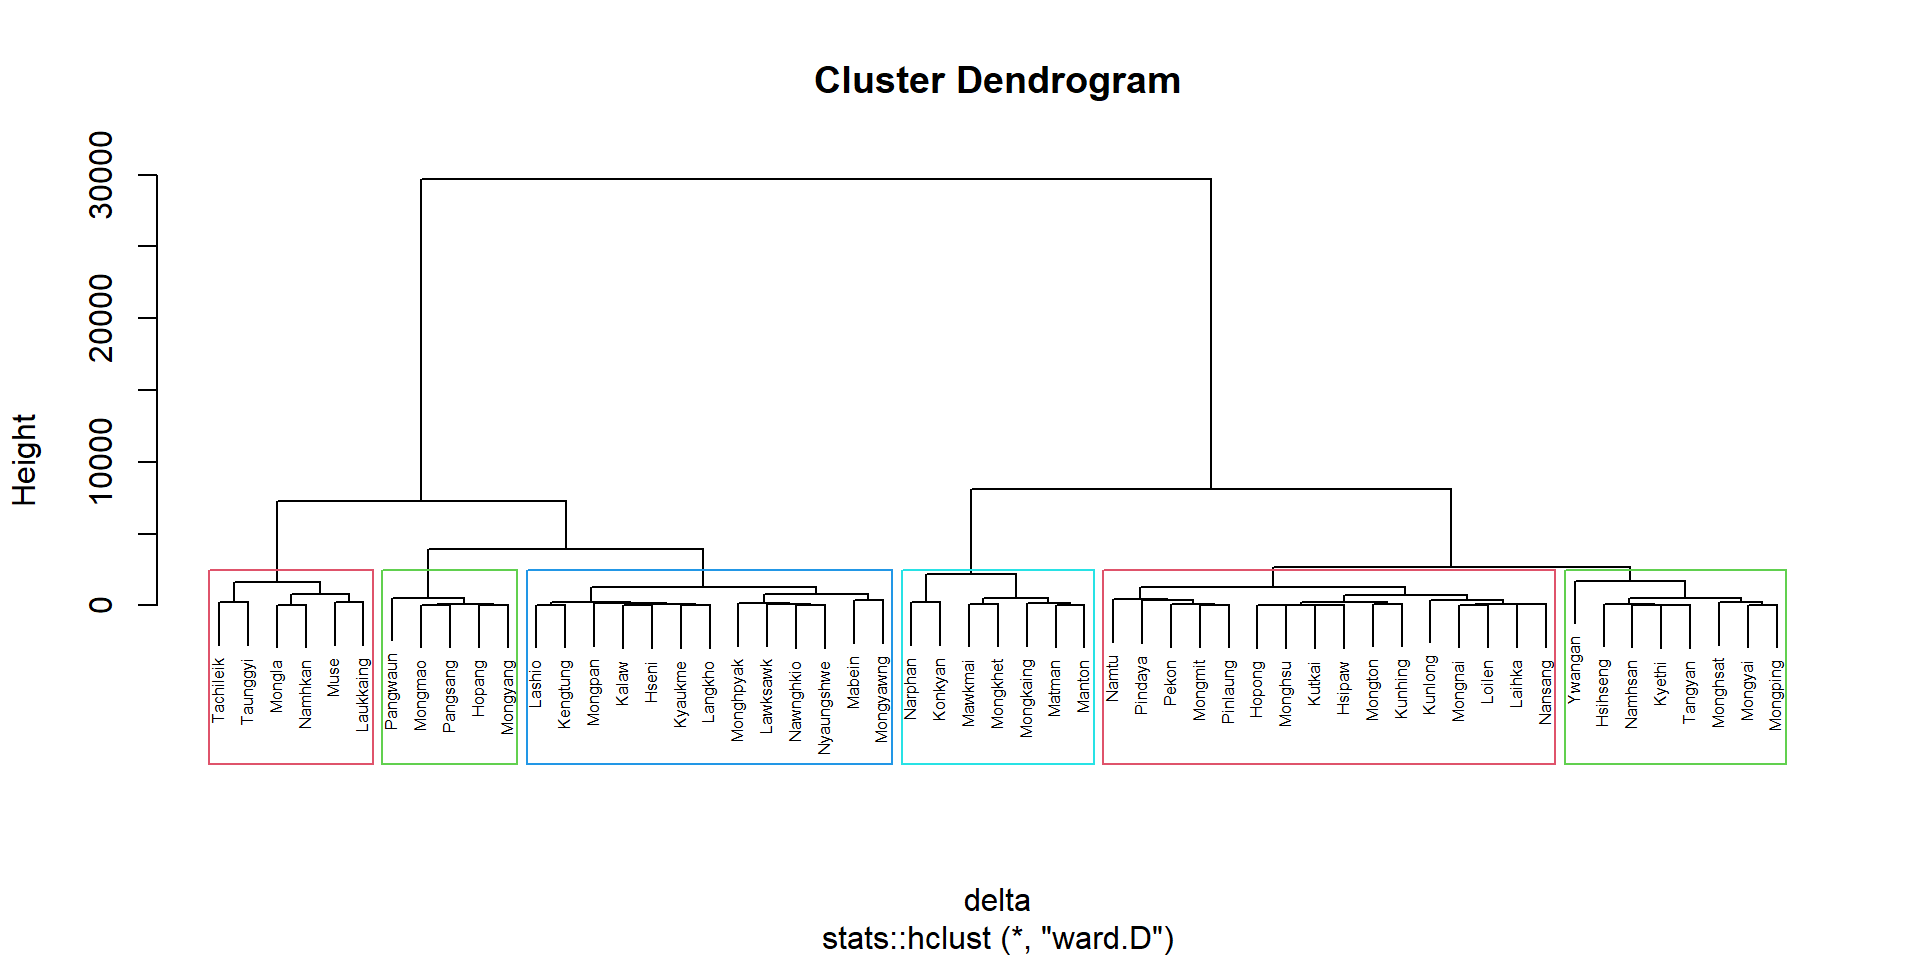 Cluster Dendrogram
Height
30000
20000
10000
0
Tachileik
Taunggyi
Mongla
Namhkan
Muse
Laukkaing
Pangwaun
Mongmao
Pangsang
Hopang
Mongyang
Lashio
Kengtung
Mongpan
Kalaw
Hseni
Kyaukme
Langkho
Monghpyak
Lawksawk
Nawnghkio
Nyaungshwe
Mabein
Mongyawng
Narphan
Konkyan
Mawkmai
Mongkhet
Mongkaing
Matman
Manton
Namtu
Pindaya
Pekon
Mongmit
Pinlaung
Hopong
Monghsu
Kutkai
Hsipaw
Mongton
Kunhing
Kunlong
Mongnai
Loilen
Laihka
Nansang
Ywangan
Hsihseng
Namhsan
Kyethi
Tangyan
Monghsat
Mongyai
Mongping
delta
stats::hclust (*, "ward.D")